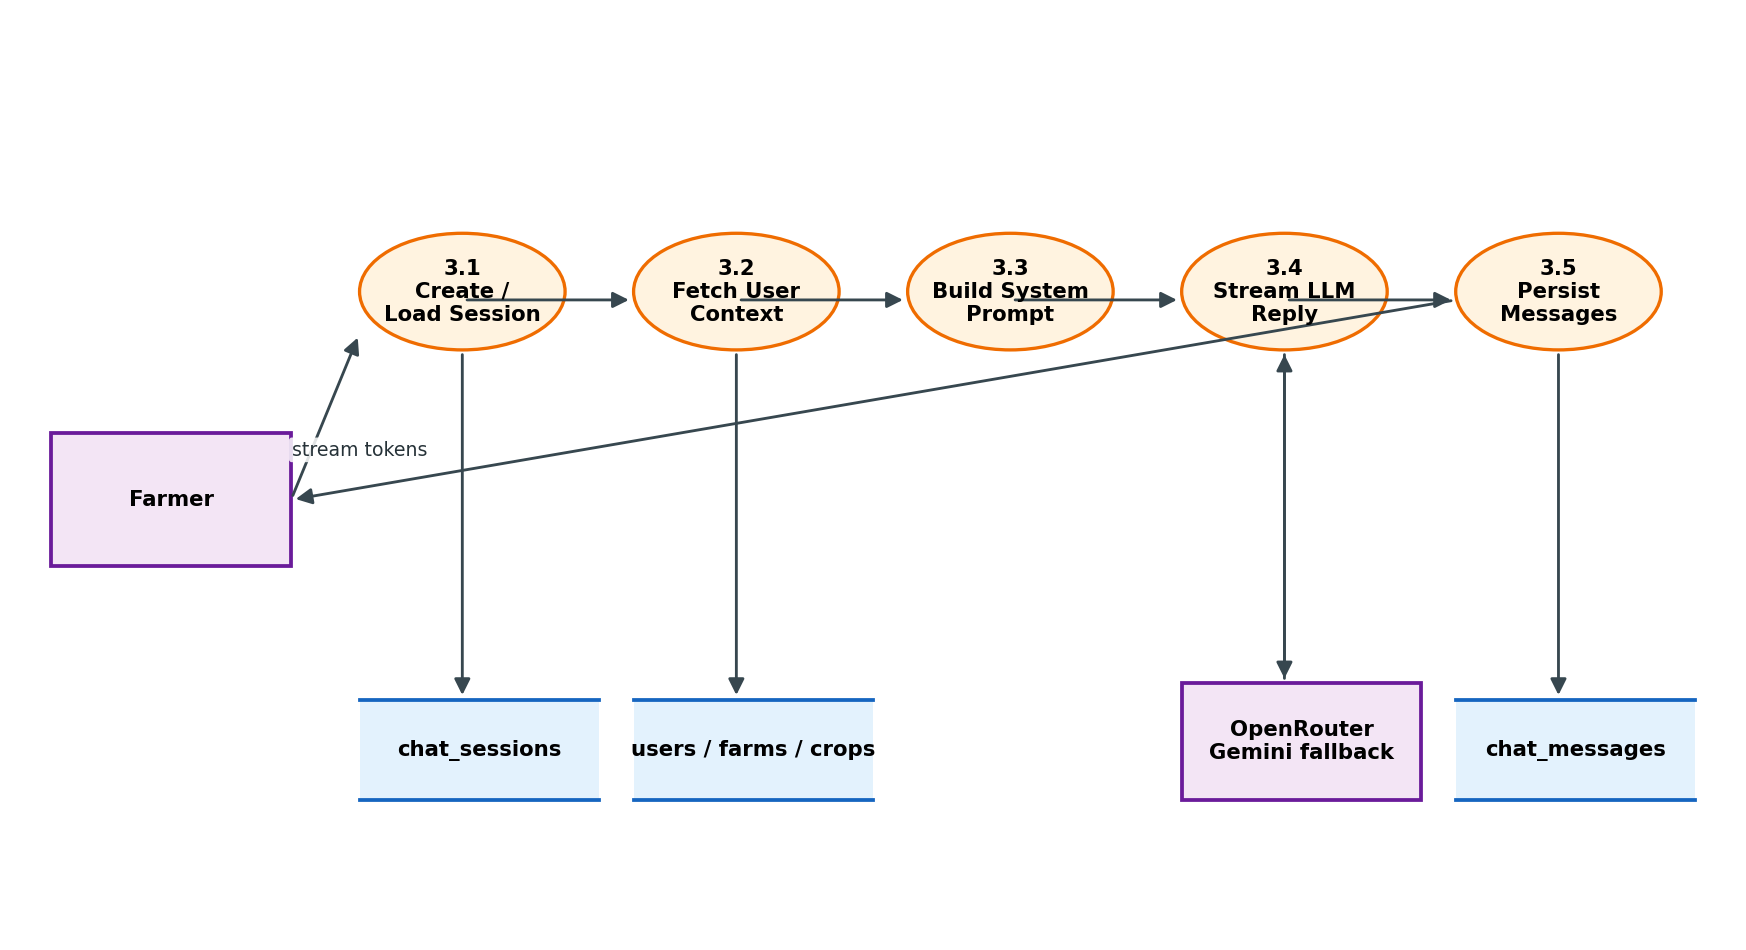 3.1
Create /
Load Session
3.2
Fetch User
Context
3.3
Build System
Prompt
3.4
Stream LLM
Reply
3.5
Persist
Messages
stream tokens
Farmer
chat_sessions
users / farms / crops
OpenRouter
Gemini fallback
chat_messages